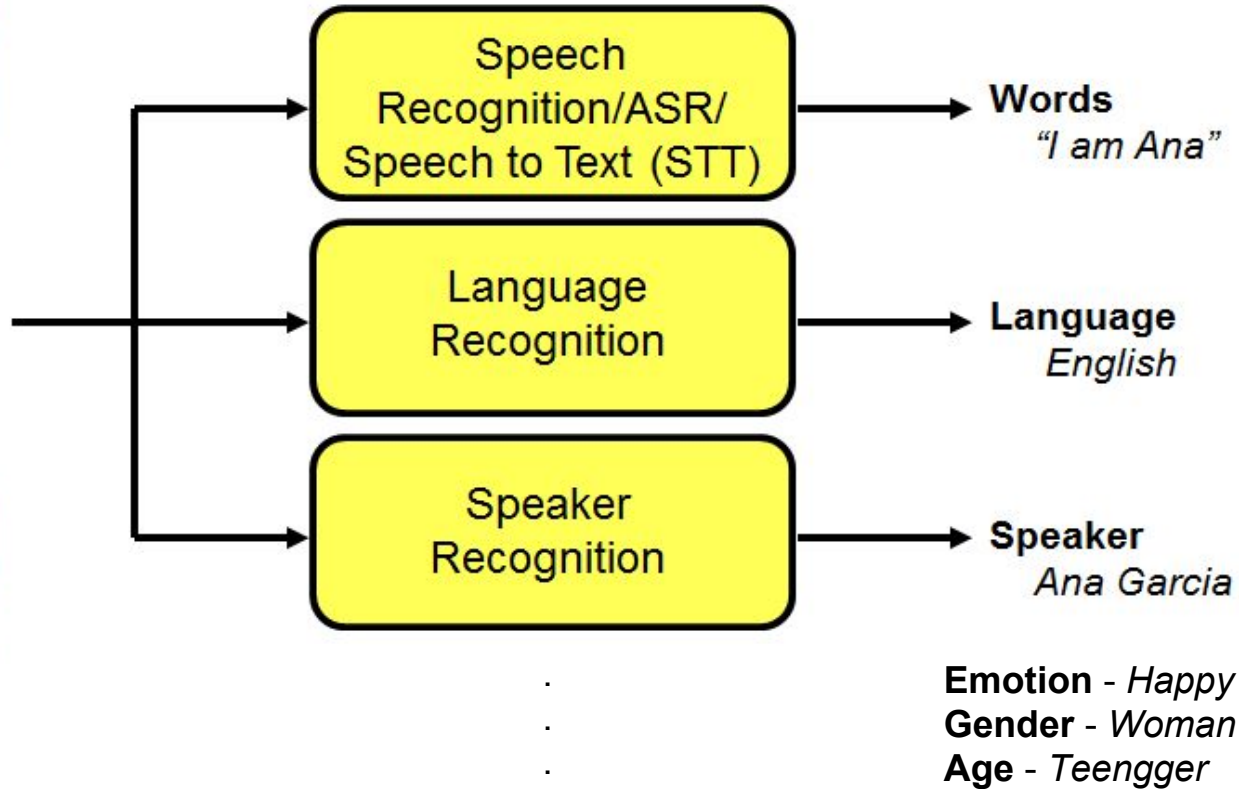 Speech
Recognition/ASR/
Speech to Text (STT)
Words
"I am Ana"
Language
Recognition
Language
English
Speaker
Recognition
Speaker
Ana Garcia
.
.
.
Emotion - Happy
Gender - Woman
Age - Teengger